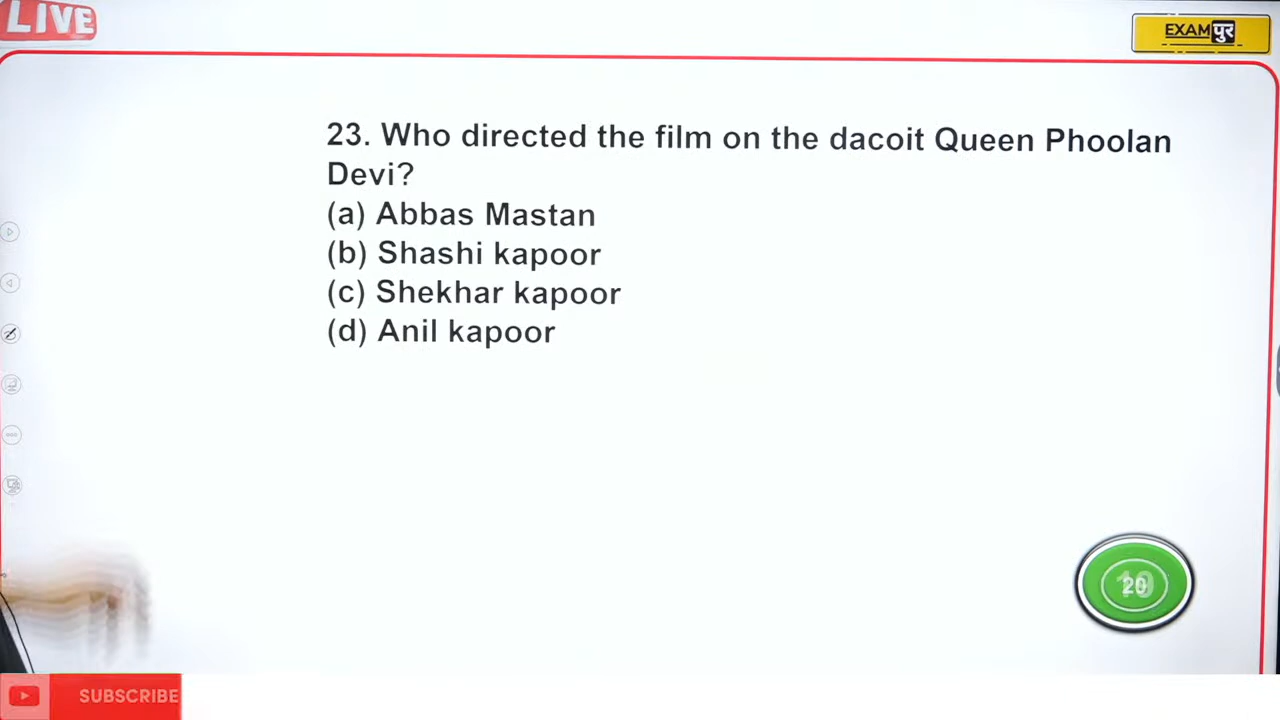 LIVE
EXAMपुर
23. Who directed the film on the dacoit Queen Phoolan
Devi?
(a) Abbas Mastan
(b) Shashi kapoor
(c) Shekhar kapoor
(d) Anil kapoor
20
SUBSCRIBE